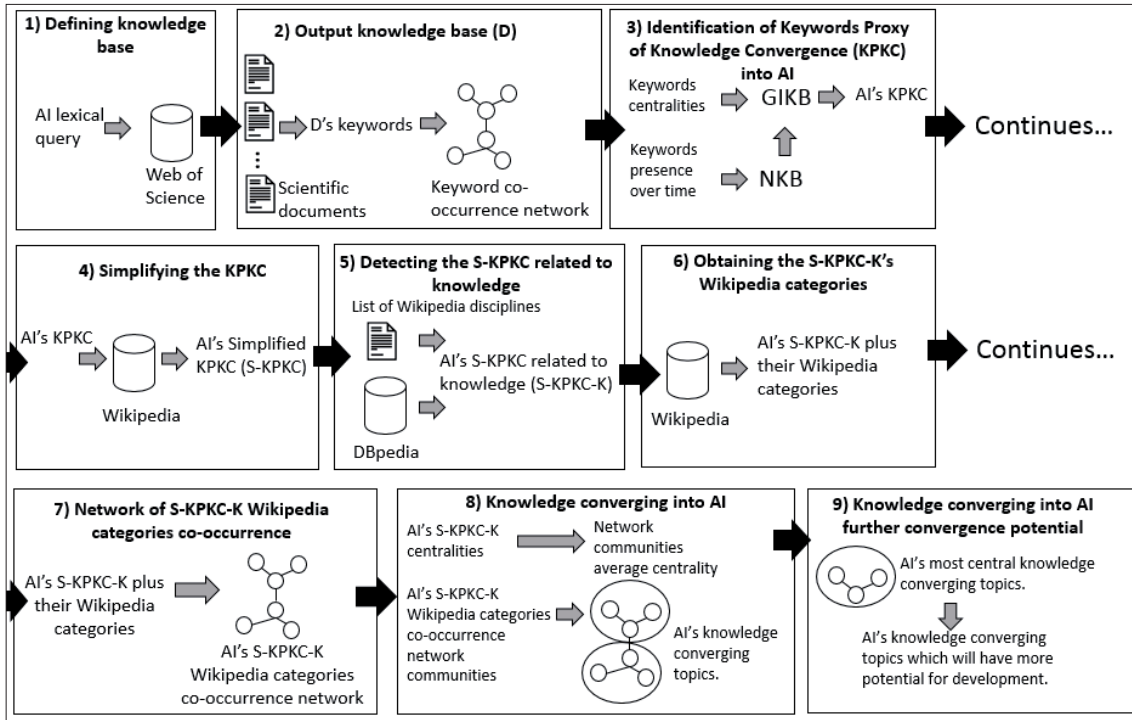 1) Defining knowledge
base
AI lexical
query
Web of
Science
2) Output knowledge base (D)
D's keywords
Scientific
documents
Keyword co-
occurrence network
3) Identification of Keywords Proxy
of Knowledge Convergence (KPKC)
into AI
Keywords
centralities
GIKB
AI's KPKC
Keywords
presence
over time
NKB
Continues...
4) Simplifying the KPKC
AI's KPKC
Wikipedia
AI's Simplified
KPKC (S-KPKC)
5) Detecting the S-KPKC related to
knowledge
List of Wikipedia disciplines
DBpedia
AI's S-KPKC related to
knowledge (S-KPKC-K)
6) Obtaining the S-KPKC-K's
Wikipedia categories
Wikipedia
AI's S-KPKC-K plus
their Wikipedia
categories
Continues...
7) Network of S-KPKC-K Wikipedia
categories co-occurrence
AI's S-KPKC-K plus
their Wikipedia
categories
AI's S-KPKC-K
Wikipedia categories
co-occurrence network
8) Knowledge converging into AI
AI's S-KPKC-K
centralities
Network
communities
average centrality
AI's S-KPKC-K
Wikipedia categories
co-occurrence
network
communities
AI's knowledge
converging
topics.
9) Knowledge converging into AI
further convergence potential
AI's most central knowledge
converging topics.
AI's knowledge converging
topics which will have more
potential for development.